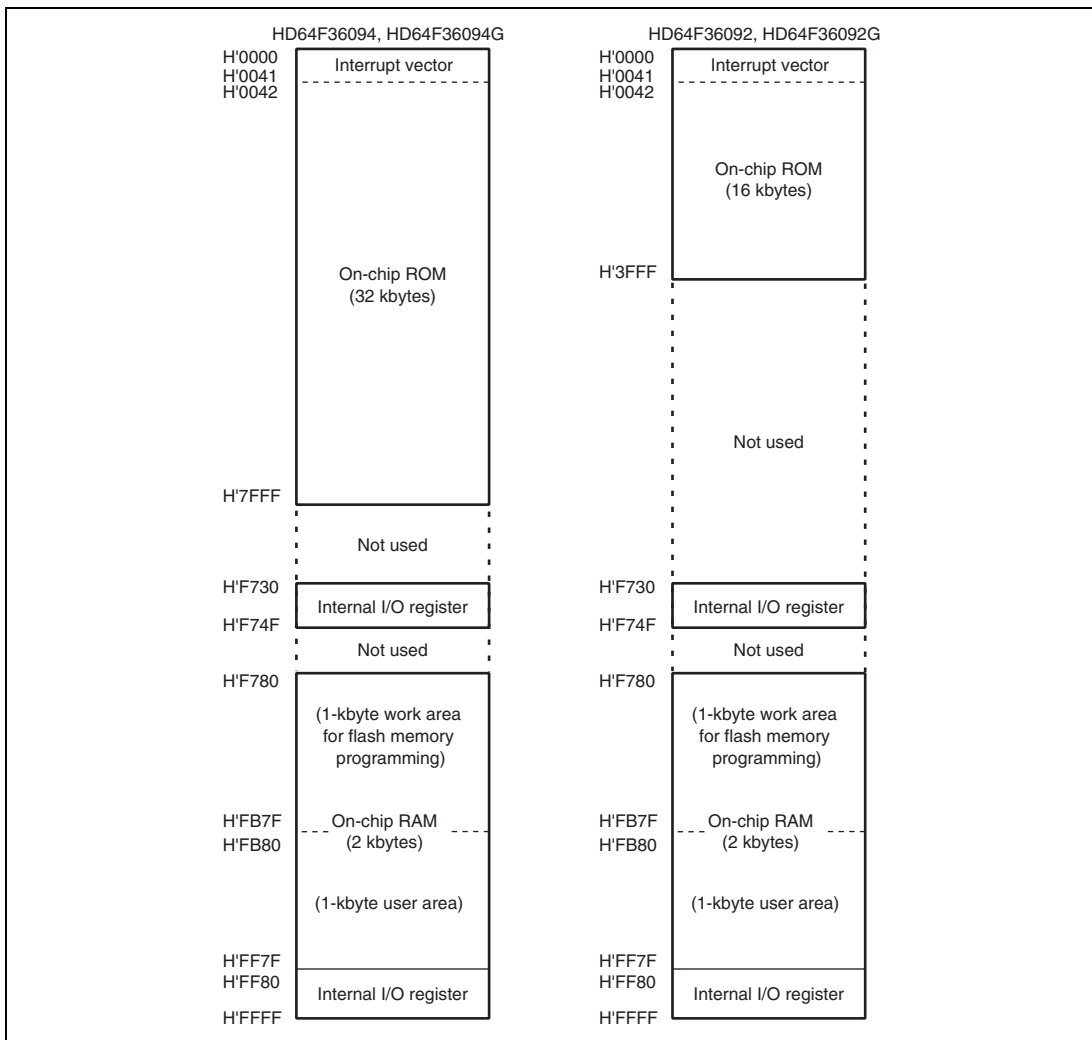 HD64F36094, HD64F36094G
H'0000
Interrupt vector
H'0041
H'0042
On-chip ROM
(32 kbytes)
H'7FFF
Not used
H'F730
Internal I/O register
H'F74F
Not used
H'F780
(1-kbyte work area
for flash memory
programming)
H'FB7F
On-chip RAM
(2 kbytes)
H'FB80
(1-kbyte user area)
H'FF7F
H'FF80
Internal I/O register
H'FFFF
HD64F36092, HD64F36092G
H'0000
Interrupt vector
H'0041
H'0042
On-chip ROM
(16 kbytes)
H'3FFF
Not used
H'F730
Internal I/O register
H'F74F
Not used
H'F780
(1-kbyte work area
for flash memory
programming)
H'FB7F
On-chip RAM
(2 kbytes)
H'FB80
(1-kbyte user area)
H'FF7F
H'FF80
Internal I/O register
H'FFFF